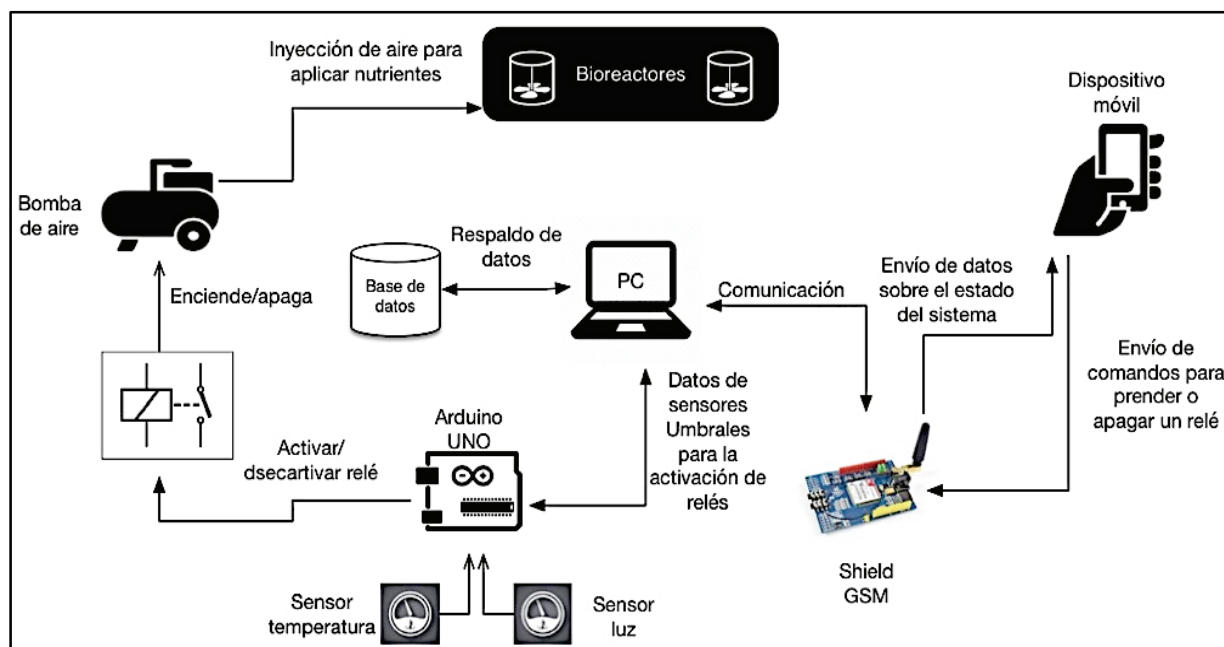 Inyección de aire para
aplicar nutrientes
Bioreactores
Dispositivo
móvil
Bomba
de aire
Respaldo de
datos
Base de
datos
PC
Comunicación
Envío de datos
sobre el estado
del sistema
Enciende/apaga
Envío de
comandos para
prender o
apagar un relé
Datos de
sensores
Umbrales
para la
activación de
relés
Arduino
UNO
Activar/
dsecartivar relé
Shield
GSM
Sensor
temperatura
Sensor
luz